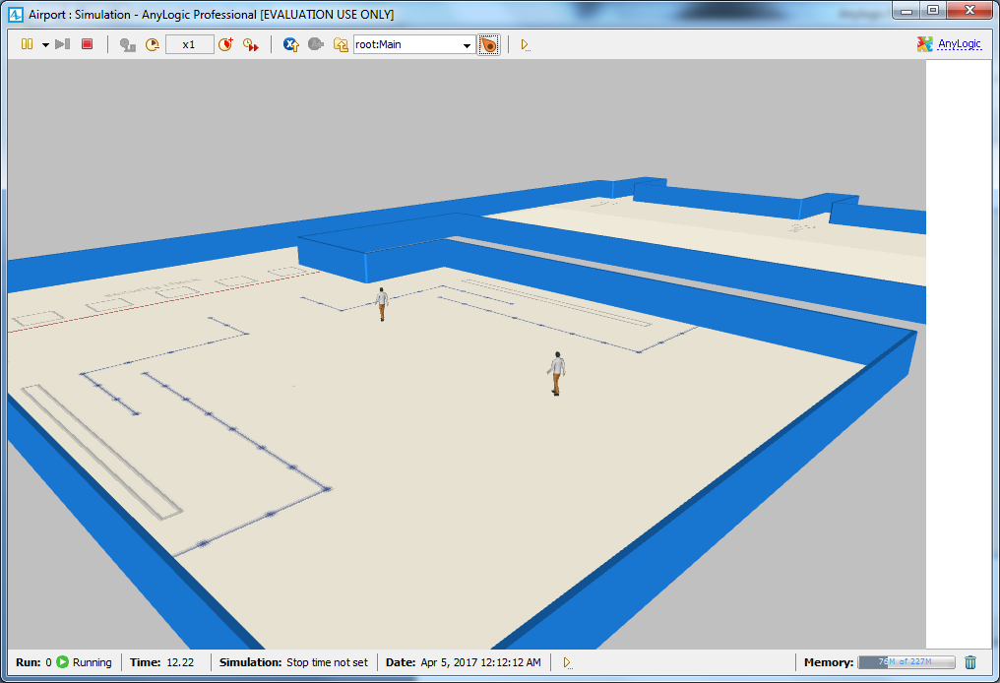 Airport : Simulation - AnyLogic Professional [EVALUATION USE ONLY]
x1 root:Main AnyLogic
Run: 0 Running Time: 12.22 Simulation: Stop time not set Date: Apr 5, 2017 12:12:12 AM Memory: 76M of 227M